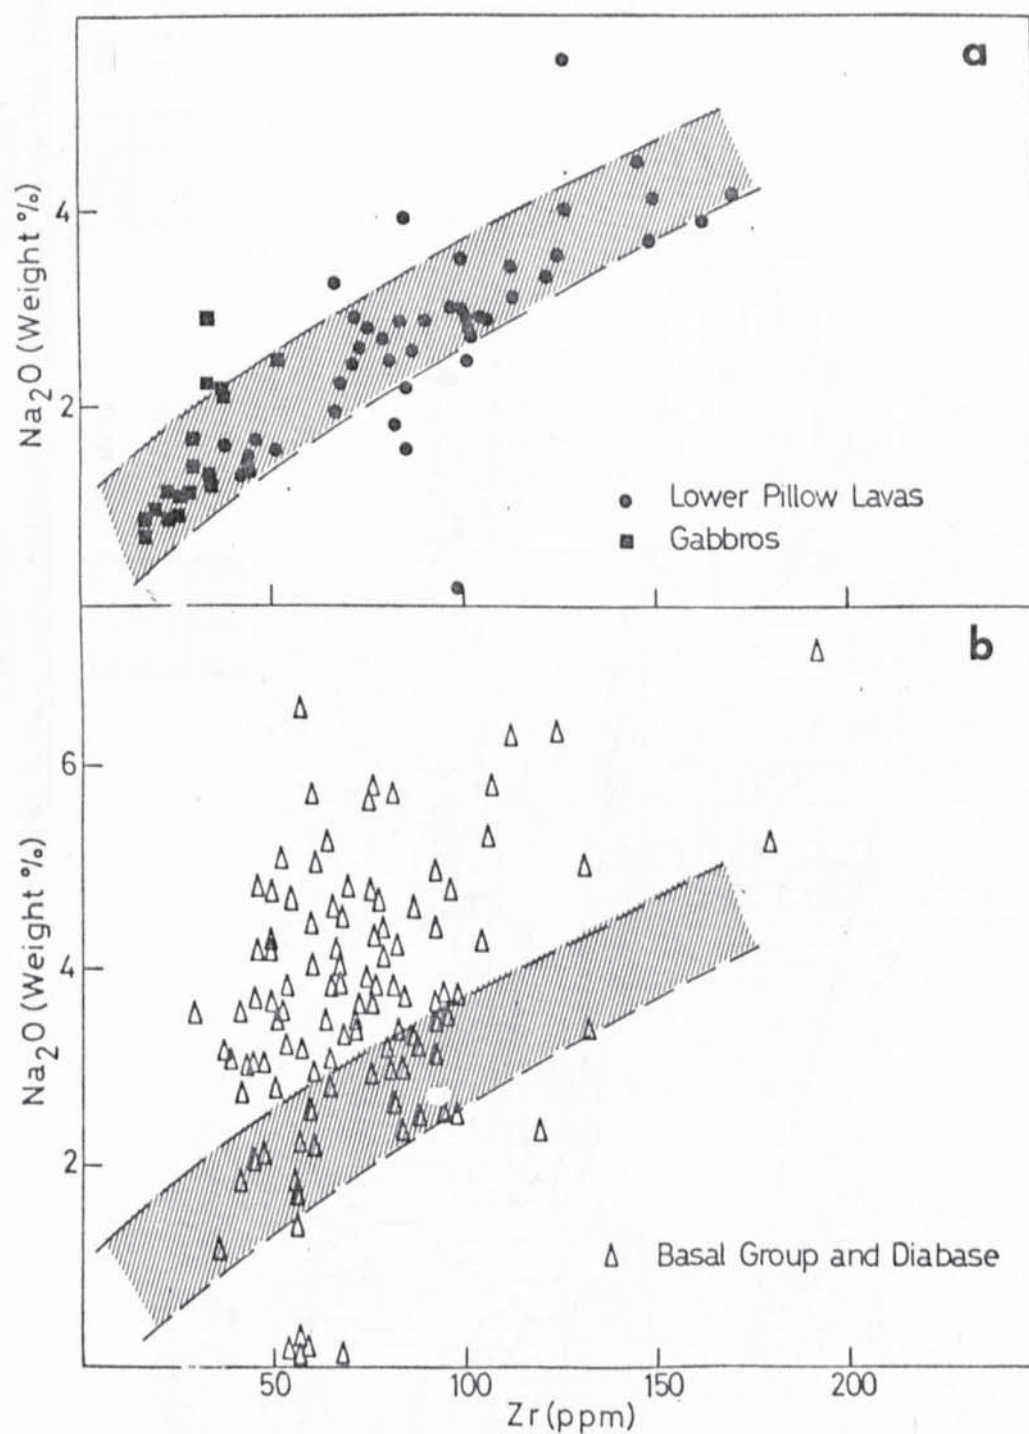 a
Na₂O (Weight %)
4
2
Lower Pillow Lavas
Gabbros
b
Na₂O (Weight %)
6
4
2
Basal Group and Diabase
50
100
150
200
Zr (ppm)